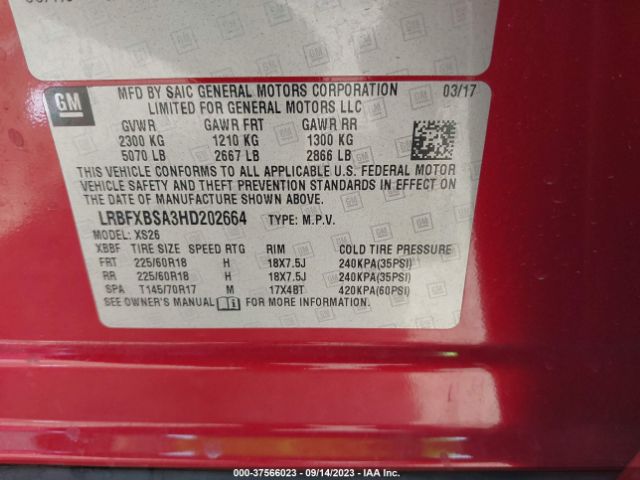 GM
MFD BY SAIC GENERAL MOTORS CORPORATION 03/17
LIMITED FOR GENERAL MOTORS LLC
GVWR GAWR FRT GAWR RR
2300 KG 1210 KG 1300 KG
5070 LB 2667 LB 2866 LB
THIS VEHICLE CONFORMS TO ALL APPLICABLE U.S. FEDERAL MOTOR
VEHICLE SAFETY AND THEFT PREVENTION STANDARDS IN EFFECT ON
THE DATE OF MANUFACTURE SHOWN ABOVE.
LRBFXBSA3HD202664 TYPE: M.P.V.
MODEL: XS26
XBBF TIRE SIZE SPEED RTG RIM COLD TIRE PRESSURE
FRT 225/60R18 H 18X7.5J 240KPA(35PSI)
RR 225/60R18 H 18X7.5J 240KPA(35PSI)
SPA T145/70R17 M 17X4BT 420KPA(60PSI)
SEE OWNER'S MANUAL FOR MORE INFORMATION.
000-37566023 - 09/14/2023 - IAA Inc.